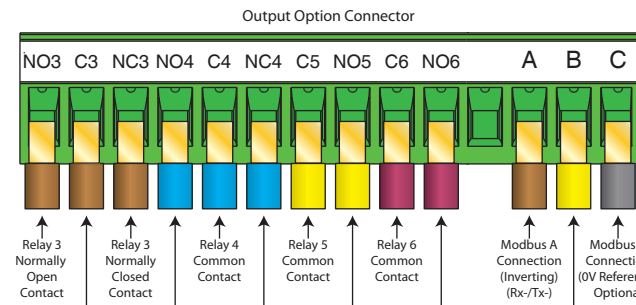 Output Option Connector
NO3 C3 NC3 NO4 C4 NC4 C5 NO5 C6 NO6 A B C
Relay 3
Normally
Open
Contact
Relay 3
Normally
Closed
Contact
Relay 4
Common
Contact
Relay 5
Common
Contact
Relay 6
Common
Contact
Modbus A
Connection
(Inverting)
(Rx-/Tx-)
Modbus
Connecti
(0V Referen
Optiona